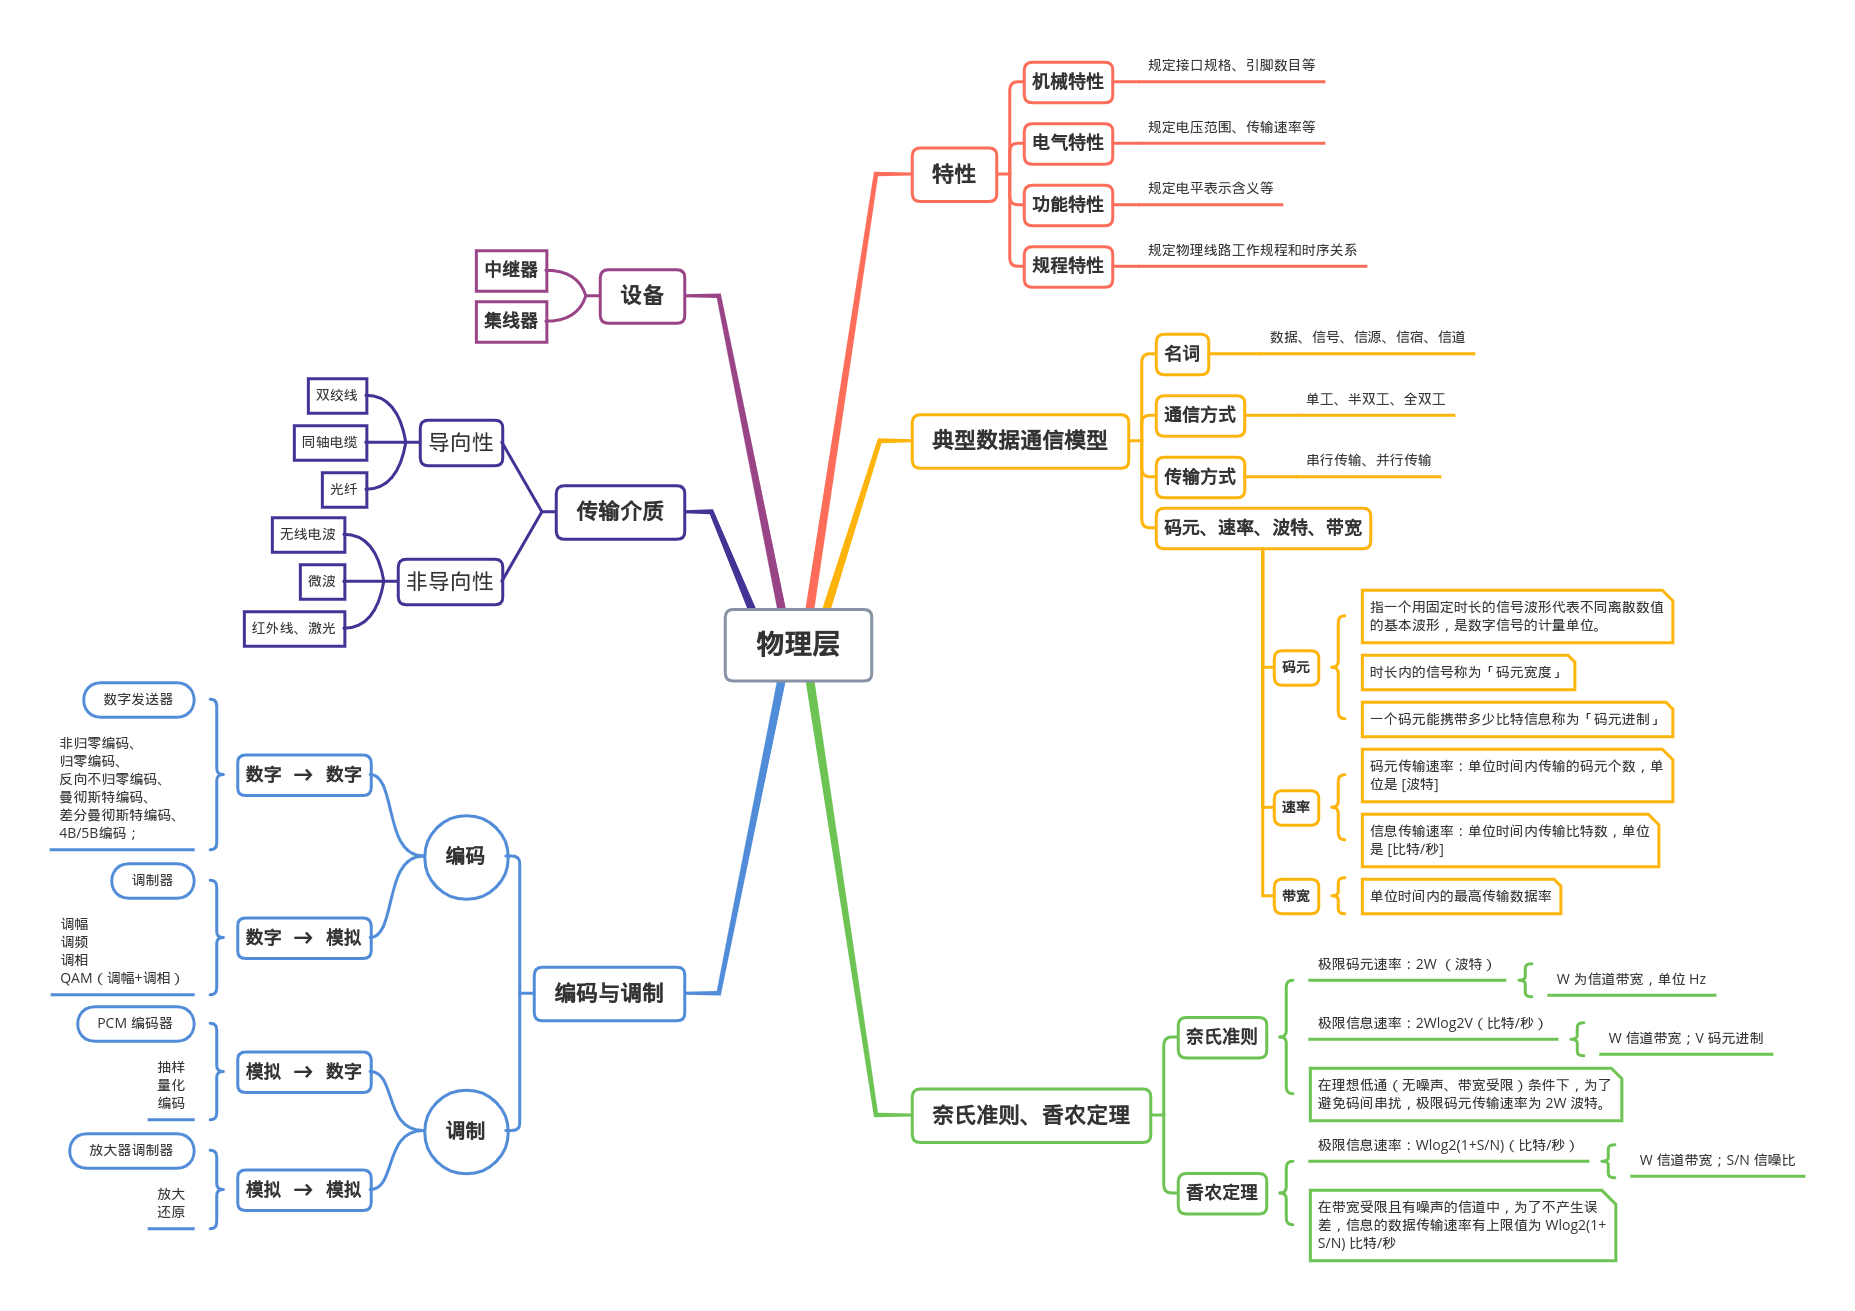 物理层
特性
机械特性
规定接口规格、引脚数目等
电气特性
规定电压范围、传输速率等
功能特性
规定电平表示含义等
规程特性
规定物理线路工作规程和时序关系
典型数据通信模型
名词
数据、信号、信源、信宿、信道
通信方式
单工、半双工、全双工
传输方式
串行传输、并行传输
码元、速率、波特、带宽
码元
指一个用固定时长的信号波形代表不同离散数值
的基本波形，是数字信号的计量单位。
时长内的信号称为「码元宽度」
一个码元能携带多少比特信息称为「码元进制」
速率
码元传输速率：单位时间内传输的码元个数，单
位是 [波特]
信息传输速率：单位时间内传输比特数，单位
是 [比特/秒]
带宽
单位时间内的最高传输数据率
奈氏准则、香农定理
奈氏准则
极限码元速率：2W （波特）
W 为信道带宽，单位 Hz
极限信息速率：2Wlog2V（比特/秒）
W 信道带宽；V 码元进制
在理想低通（无噪声、带宽受限）条件下，为了
避免码间串扰，极限码元传输速率为 2W 波特。
香农定理
极限信息速率：Wlog2(1+S/N)（比特/秒）
W 信道带宽；S/N 信噪比
在带宽受限且有噪声的信道中，为了不产生误
差，信息的数据传输速率有上限值为 Wlog2(1+
S/N) 比特/秒
设备
中继器
集线器
传输介质
导向性
双绞线
同轴电缆
光纤
非导向性
无线电波
微波
红外线、激光
编码与调制
编码
数字 → 数字
数字发送器
非归零编码、
归零编码、
反向不归零编码、
曼彻斯特编码、
差分曼彻斯特编码、
4B/5B编码；
数字 → 模拟
调制器
调幅
调频
调相
QAM（调幅+调相）
调制
模拟 → 数字
PCM 编码器
抽样
量化
编码
模拟 → 模拟
放大器调制器
放大
还原